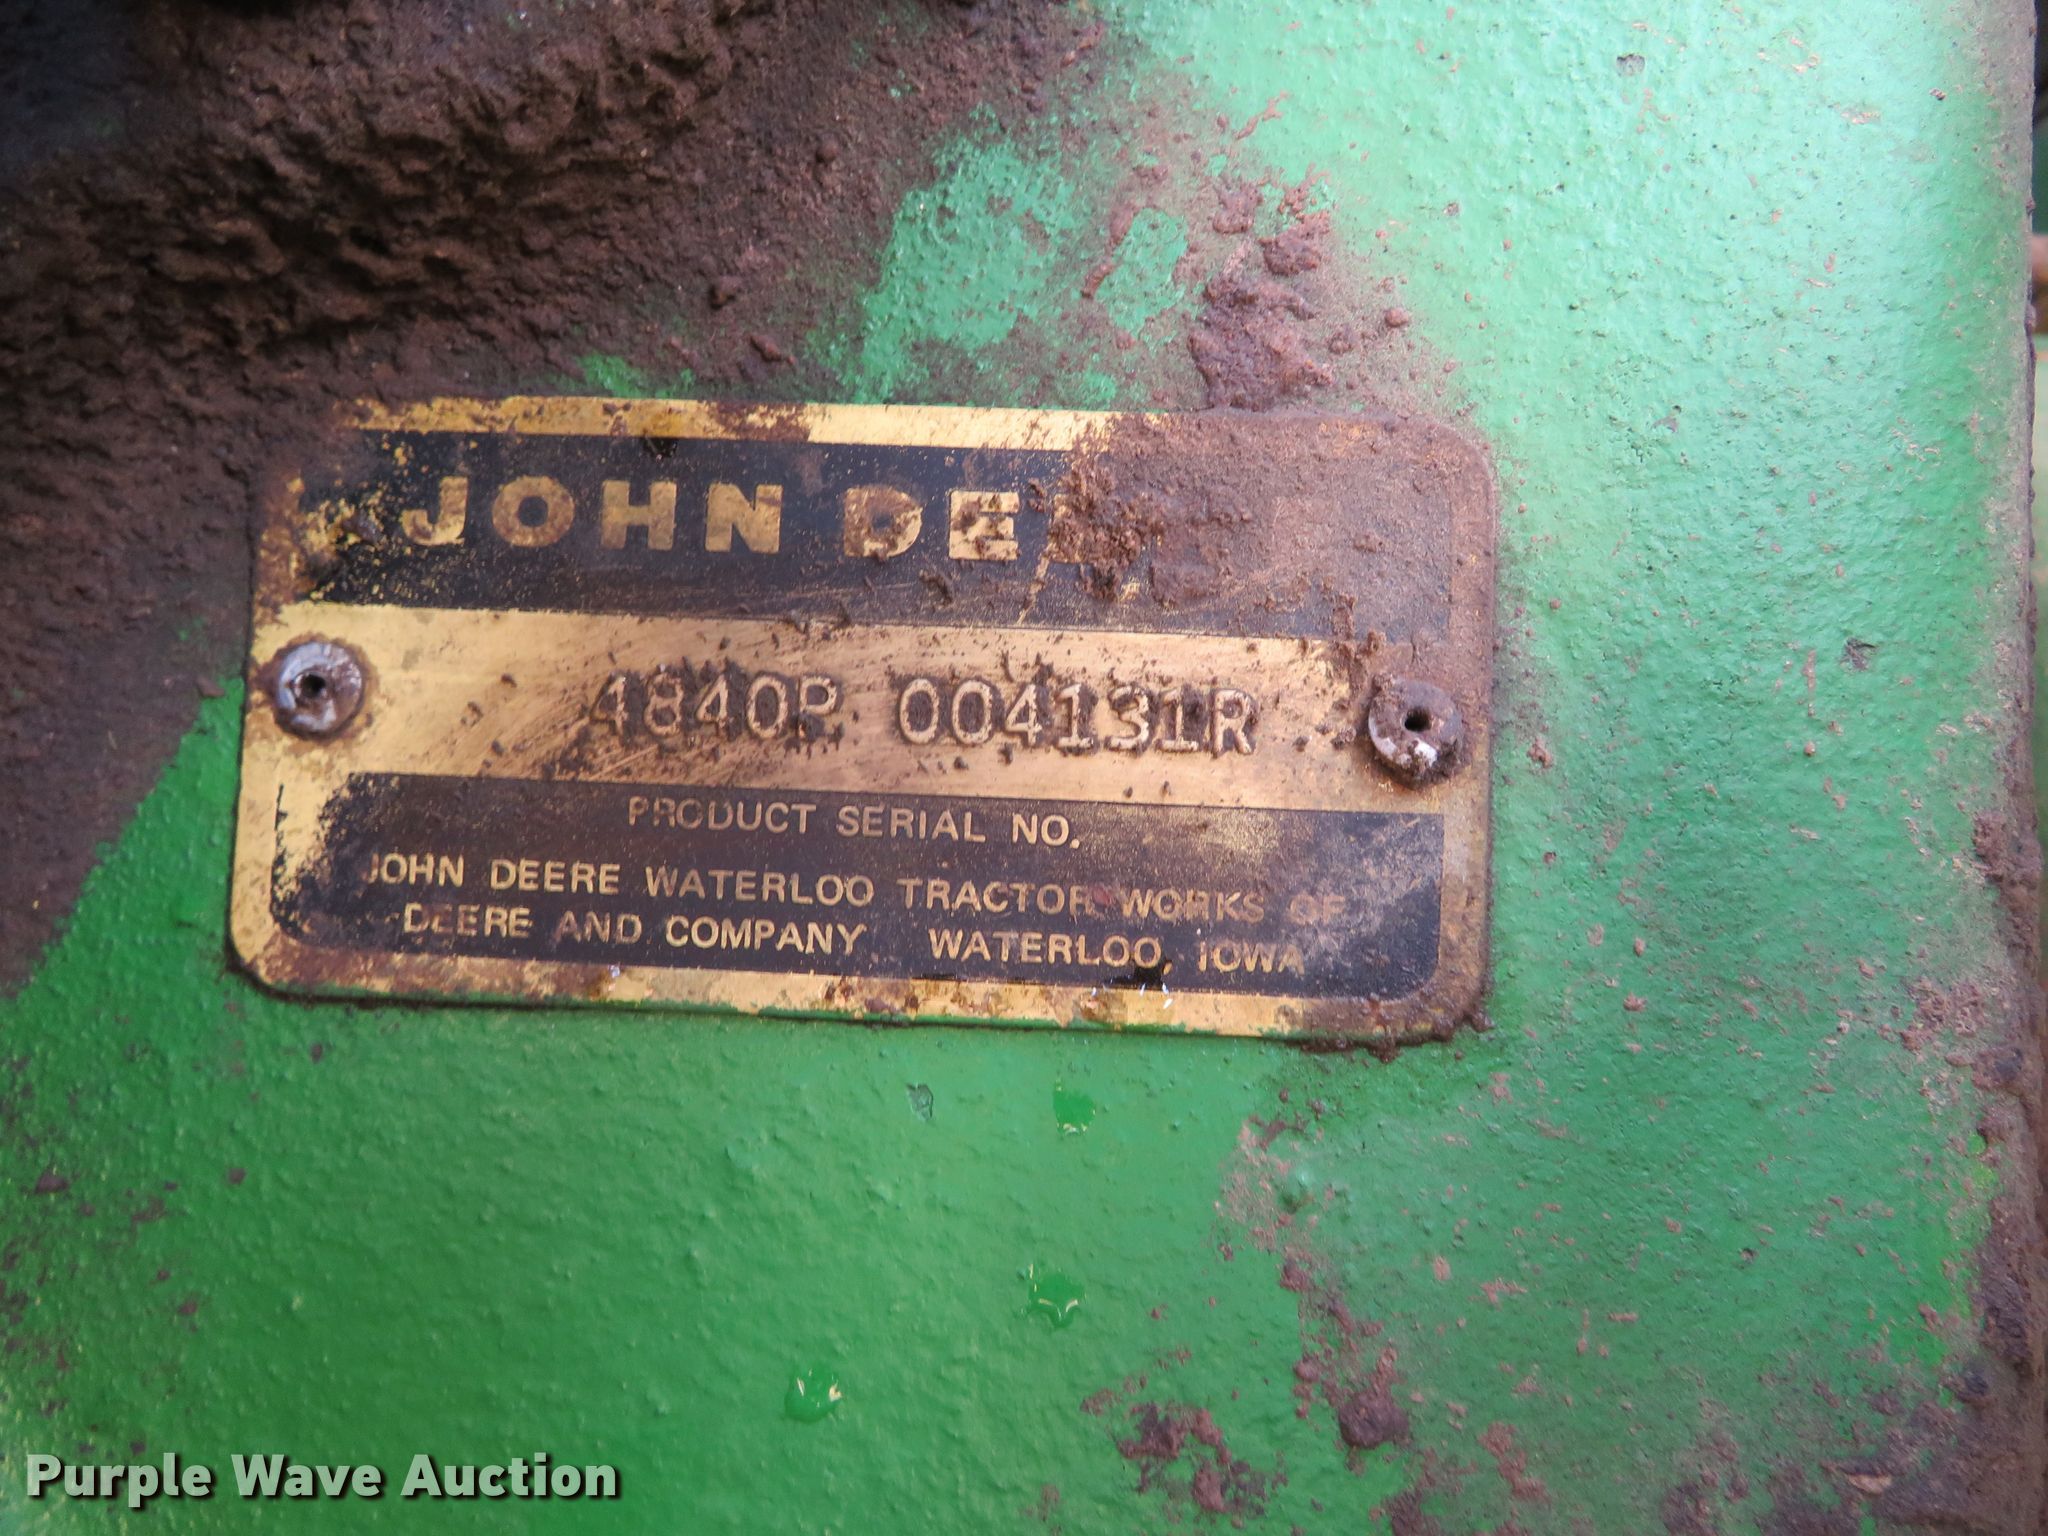 JOHN DEE
4840P 004131R
PRODUCT SERIAL NO.
JOHN DEERE WATERLOO TRACTOR WORKS OF
DEERE AND COMPANY WATERLOO, IOWA
Purple Wave Auction